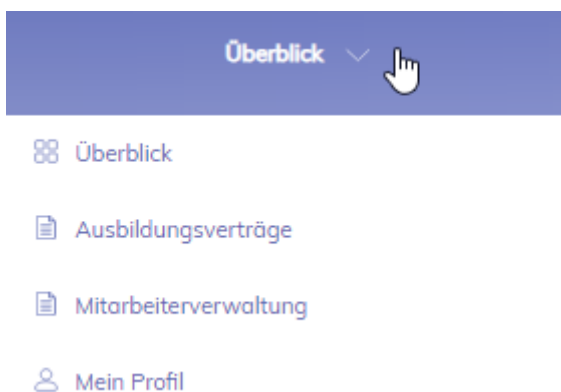 Überblick
Überblick
Ausbildungsverträge
Mitarbeiterverwaltung
Mein Profil